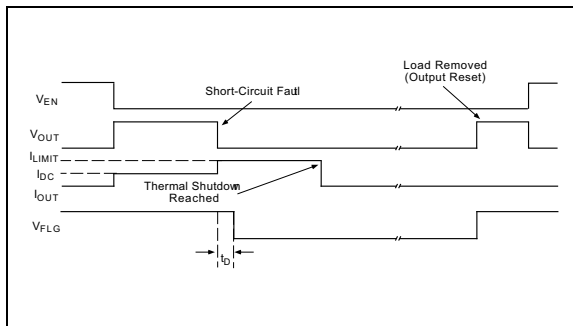 Load Removed
(Output Reset)
VEN
Short-Circuit Fault
VOUT
ILIMIT
IDC
Thermal Shutdown
Reached
IOUT
VFLG
tD